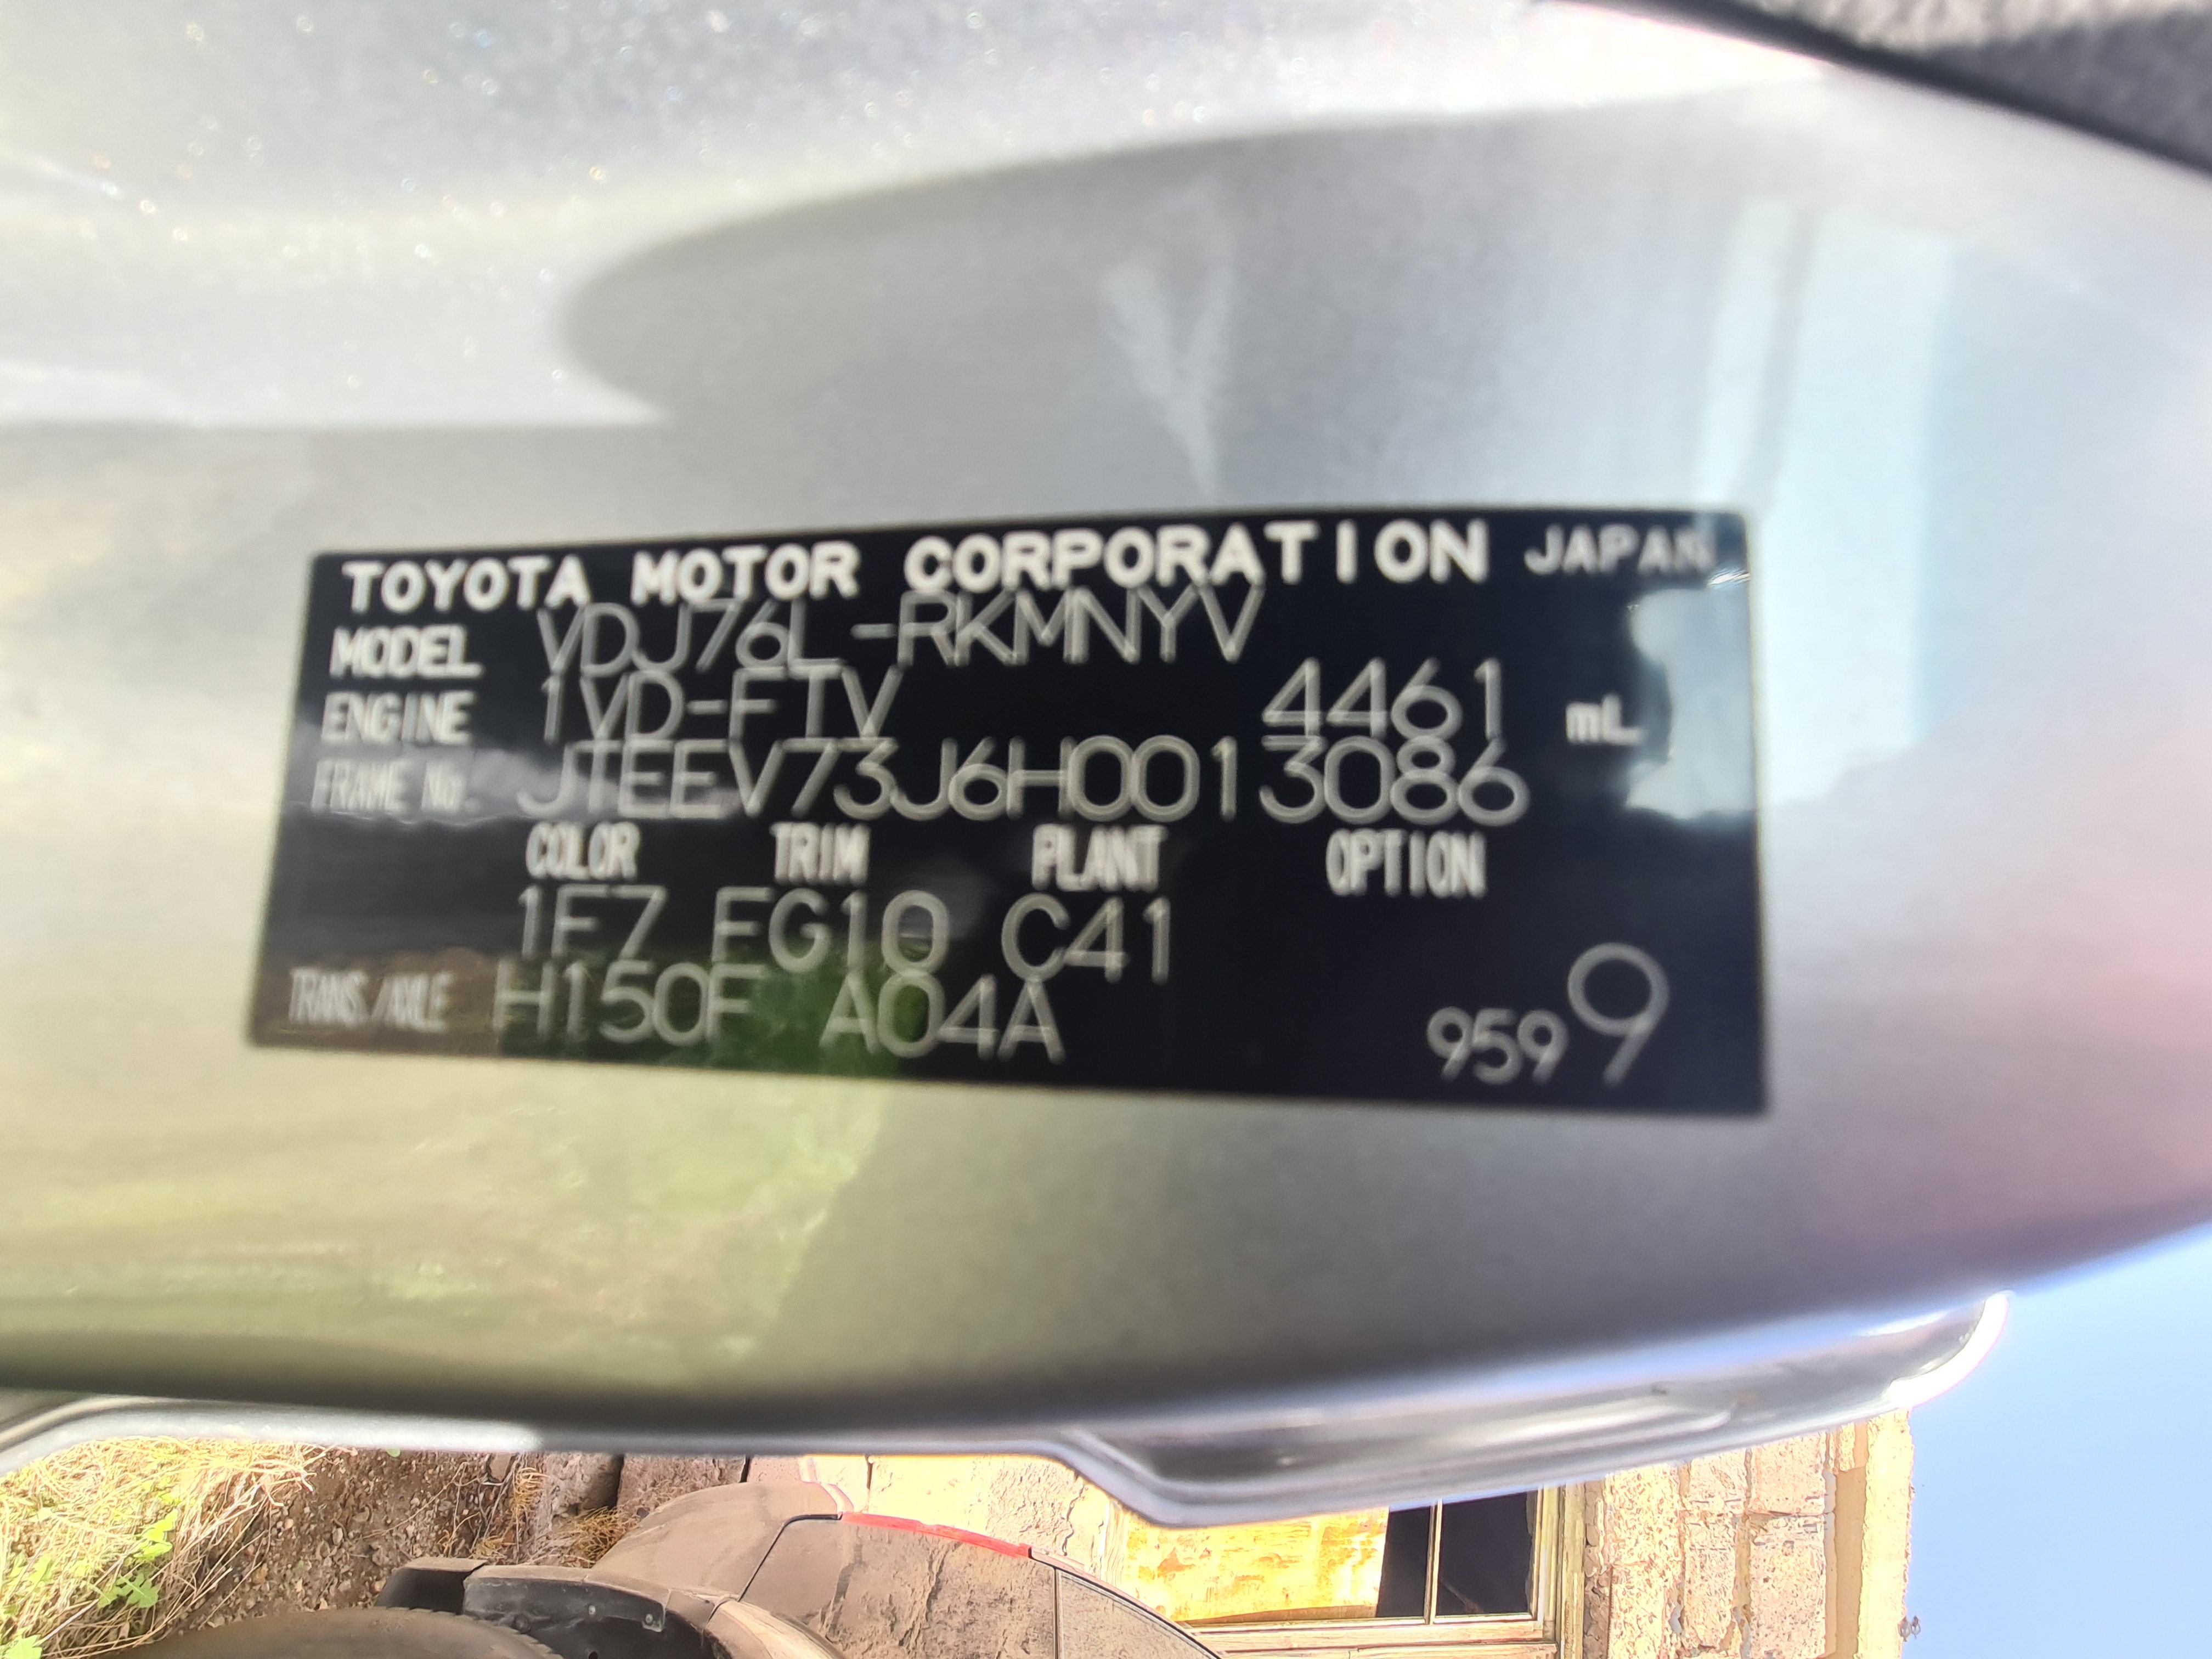 TOYOTA MOTOR CORPORATION JAPAN
MODEL VDJ76L-RKMNYV
ENGINE 1VD-FTV 4461 mL
FRAME No. JTEEV73J6H0013086
COLOR TRIM PLANT OPTION
1F7 FG10 C41
TRANS./AXLE H150F A04A 9599